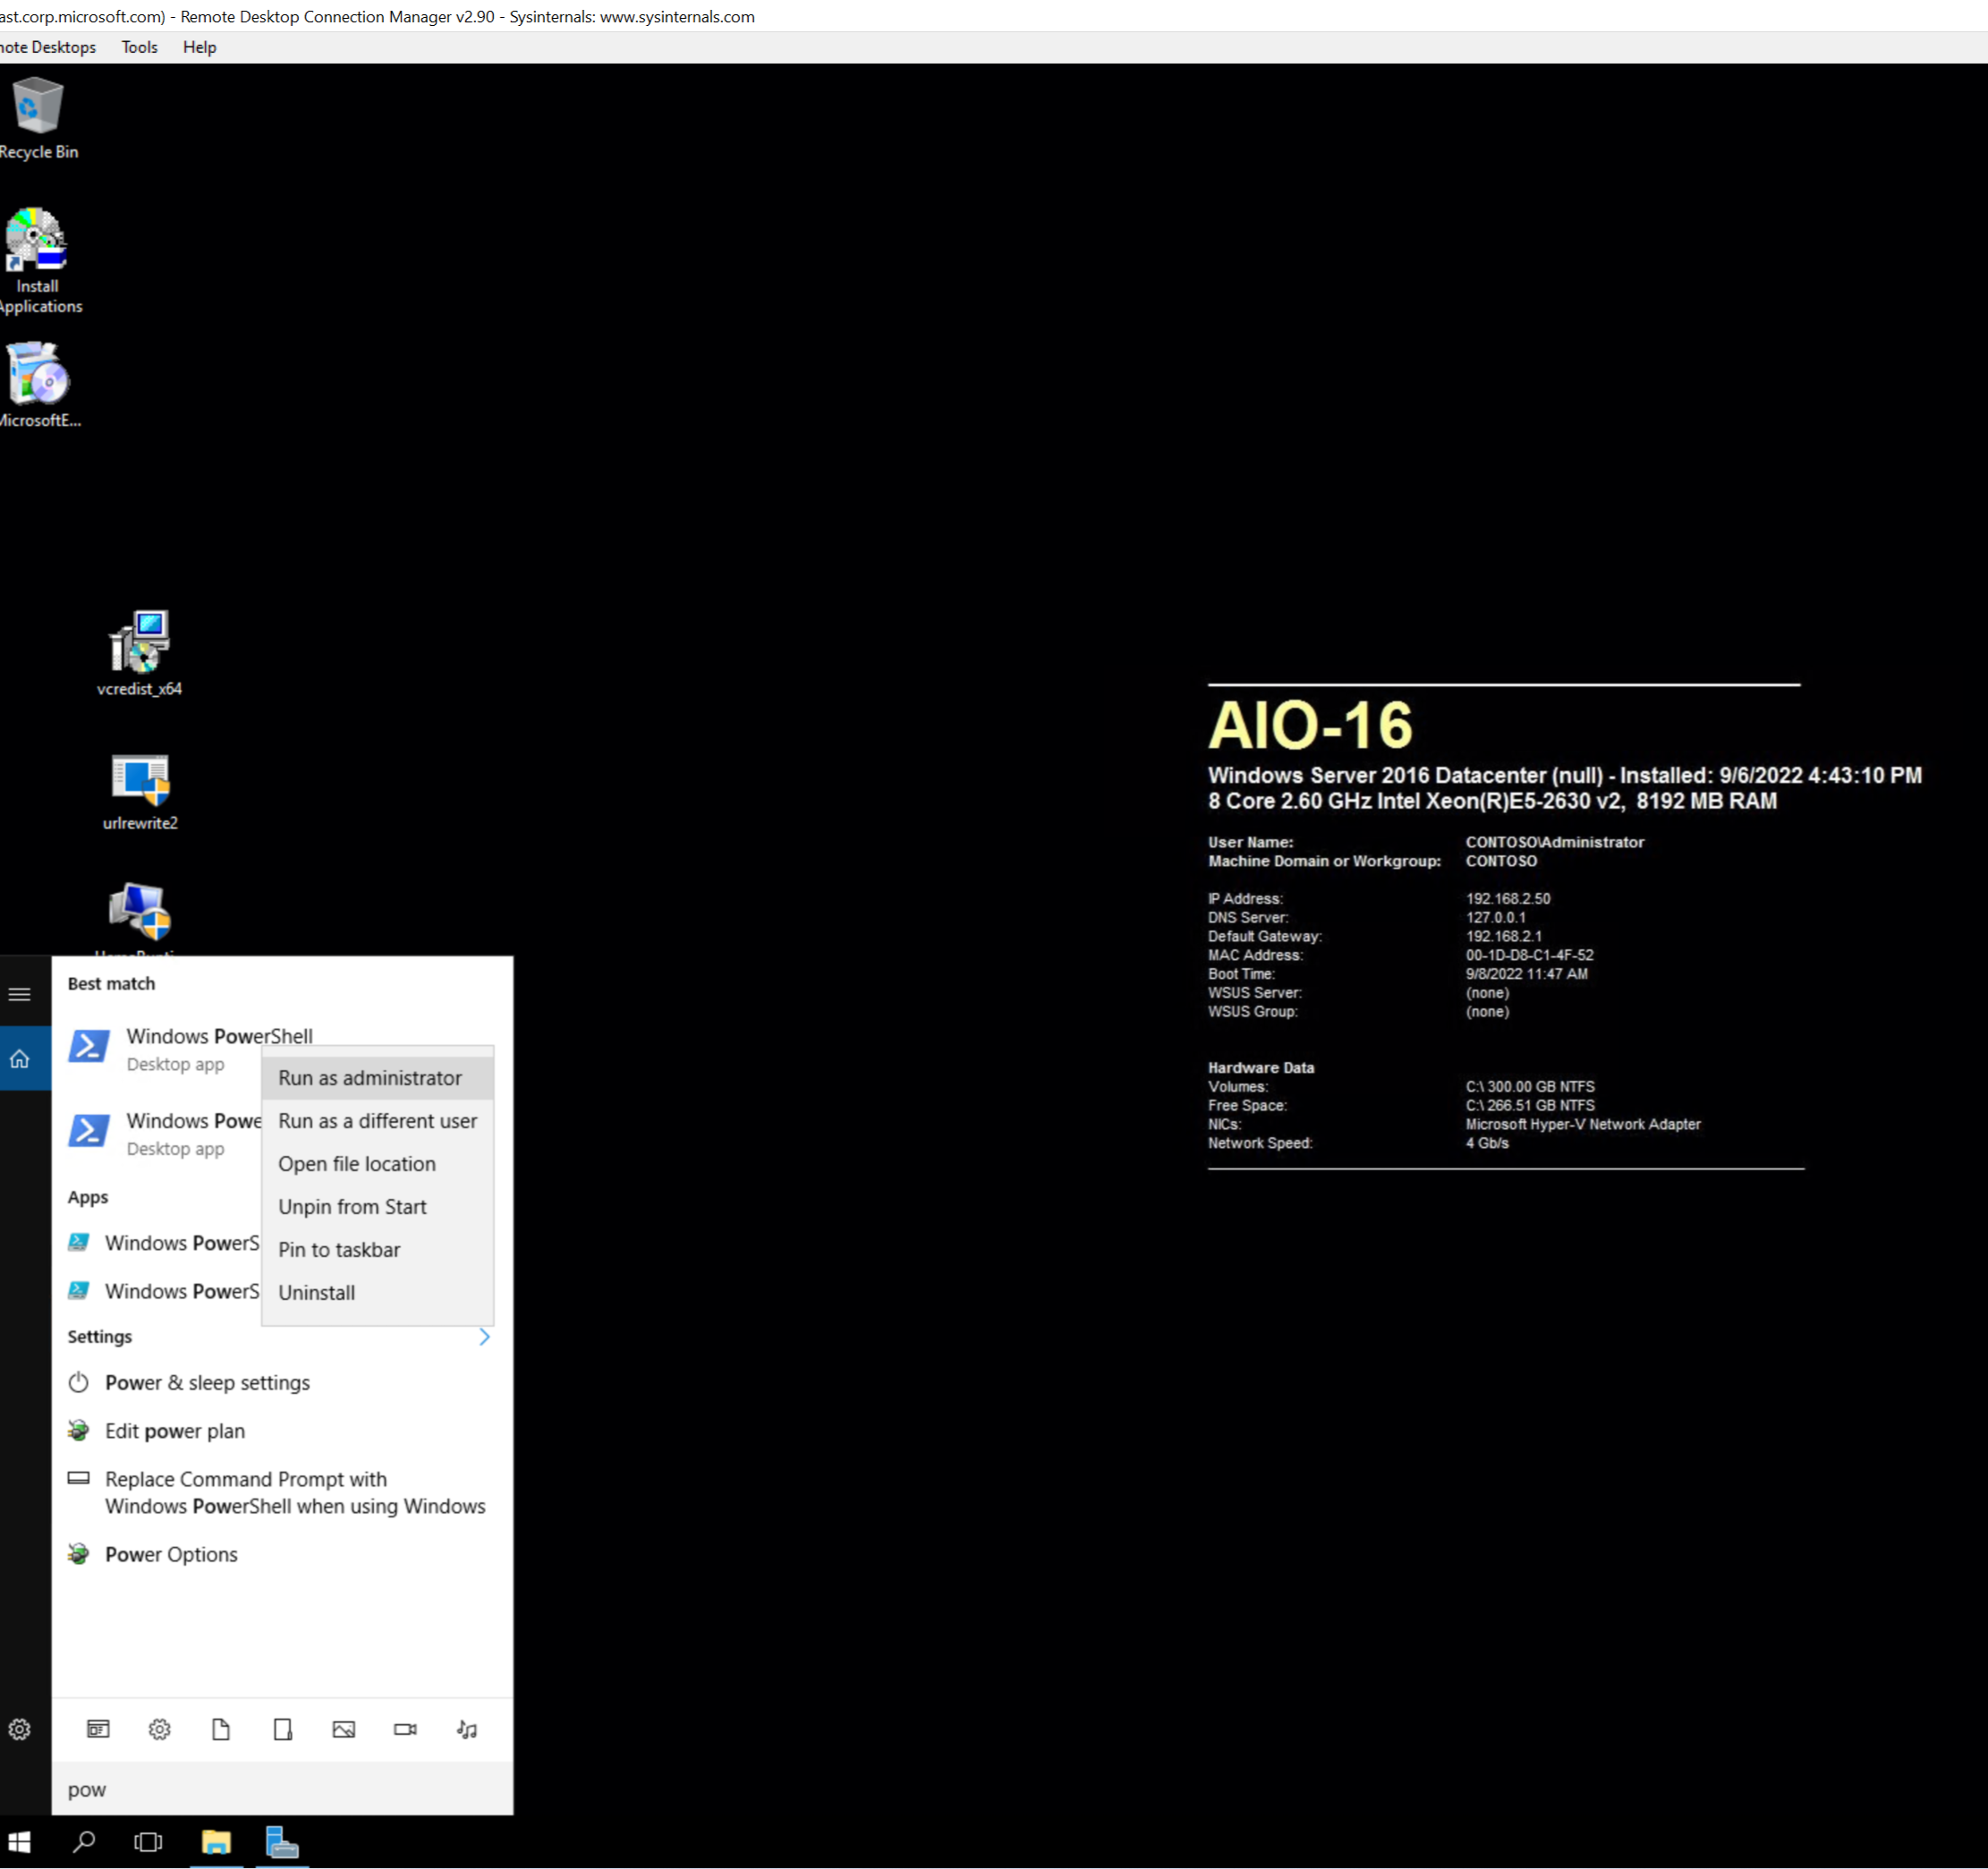 ast.corp.microsoft.com) - Remote Desktop Connection Manager v2.90 - Sysinternals: www.sysinternals.com
note Desktops Tools Help
Recycle Bin
Install
Applications
MicrosoftE...
vcredist_x64
urlrewrite2
AIO-16
Windows Server 2016 Datacenter (null) - Installed: 9/6/2022 4:43:10 PM
8 Core 2.60 GHz Intel Xeon(R)E5-2630 v2, 8192 MB RAM
User Name: CONTOSO\Administrator
Machine Domain or Workgroup: CONTOSO
IP Address: 192.168.2.50
DNS Server: 127.0.0.1
Default Gateway: 192.168.2.1
MAC Address: 00-1D-D8-C1-4F-52
Boot Time: 9/8/2022 11:47 AM
WSUS Server: (none)
WSUS Group: (none)
Hardware Data
Volumes: C:\ 300.00 GB NTFS
Free Space: C:\ 266.51 GB NTFS
NICs: Microsoft Hyper-V Network Adapter
Network Speed: 4 Gb/s
Best match
Windows PowerShell
Desktop app
Windows Powe
Desktop app
Apps
Windows PowerS
Windows PowerS
Run as administrator
Run as a different user
Open file location
Unpin from Start
Pin to taskbar
Uninstall
Settings
Power & sleep settings
Edit power plan
Replace Command Prompt with
Windows PowerShell when using Windows
Power Options
pow